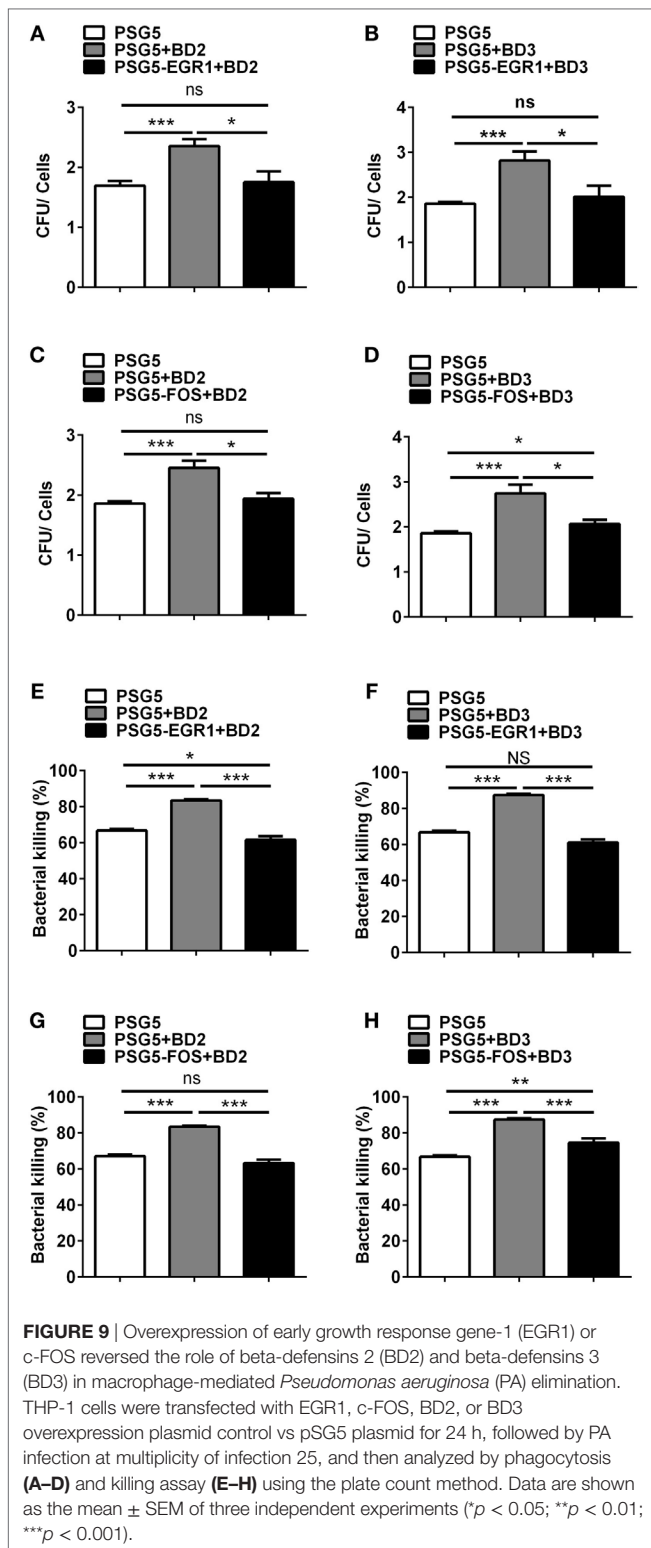 A
PSG5
PSG5+BD2
PSG5-EGR1+BD2
ns
***
*
3
2
1
0
CFU/ Cells
B
PSG5
PSG5+BD3
PSG5-EGR1+BD3
ns
***
*
4
3
2
1
0
CFU/ Cells
C
PSG5
PSG5+BD2
PSG5-FOS+BD2
ns
***
*
3
2
1
0
CFU/ Cells
D
PSG5
PSG5+BD3
PSG5-FOS+BD3
*
***
*
4
3
2
1
0
CFU/ Cells
E
PSG5
PSG5+BD2
PSG5-EGR1+BD2
*
***
***
100
80
60
40
20
0
Bacterial killing (%)
F
PSG5
PSG5+BD3
PSG5-EGR1+BD3
NS
***
***
100
80
60
40
20
0
Bacterial killing (%)
G
PSG5
PSG5+BD2
PSG5-FOS+BD2
ns
***
***
100
80
60
40
20
0
Bacterial killing (%)
H
PSG5
PSG5+BD3
PSG5-FOS+BD3
**
***
***
100
80
60
40
20
0
Bacterial killing (%)
FIGURE 9 | Overexpression of early growth response gene-1 (EGR1) or
c-FOS reversed the role of beta-defensins 2 (BD2) and beta-defensins 3
(BD3) in macrophage-mediated Pseudomonas aeruginosa (PA) elimination.
THP-1 cells were transfected with EGR1, c-FOS, BD2, or BD3
overexpression plasmid control vs pSG5 plasmid for 24 h, followed by PA
infection at multiplicity of infection 25, and then analyzed by phagocytosis
(A–D) and killing assay (E–H) using the plate count method. Data are shown
as the mean ± SEM of three independent experiments (*p < 0.05; **p < 0.01;
***p < 0.001).